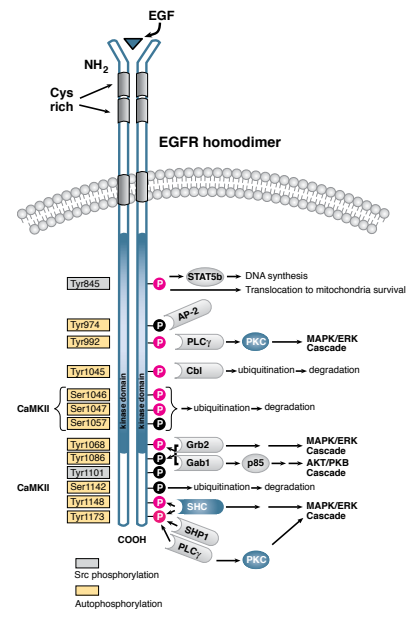 EGF
NH2
Cys
rich
EGFR homodimer
Tyr845 P STAT5b DNA synthesis
Translocation to mitochondria survival
Tyr974 P AP-2
Tyr992 P PLCγ PKC MAPK/ERK
Cascade
Tyr1045 P Cbl ubiquitination degradation
kinase domain
kinase domain
Ser1046 P
CaMKII Ser1047 P ubiquitination degradation
Ser1057 P
Tyr1068 P Grb2 MAPK/ERK
Cascade
Tyr1086 P Gab1 p85 AKT/PKB
Cascade
Tyr1101 P
CaMKII Ser1142 P ubiquitination degradation
Tyr1148 P SHC MAPK/ERK
Cascade
Tyr1173 P
SHP1
PLCγ PKC
COOH
Src phosphorylation
Autophosphorylation